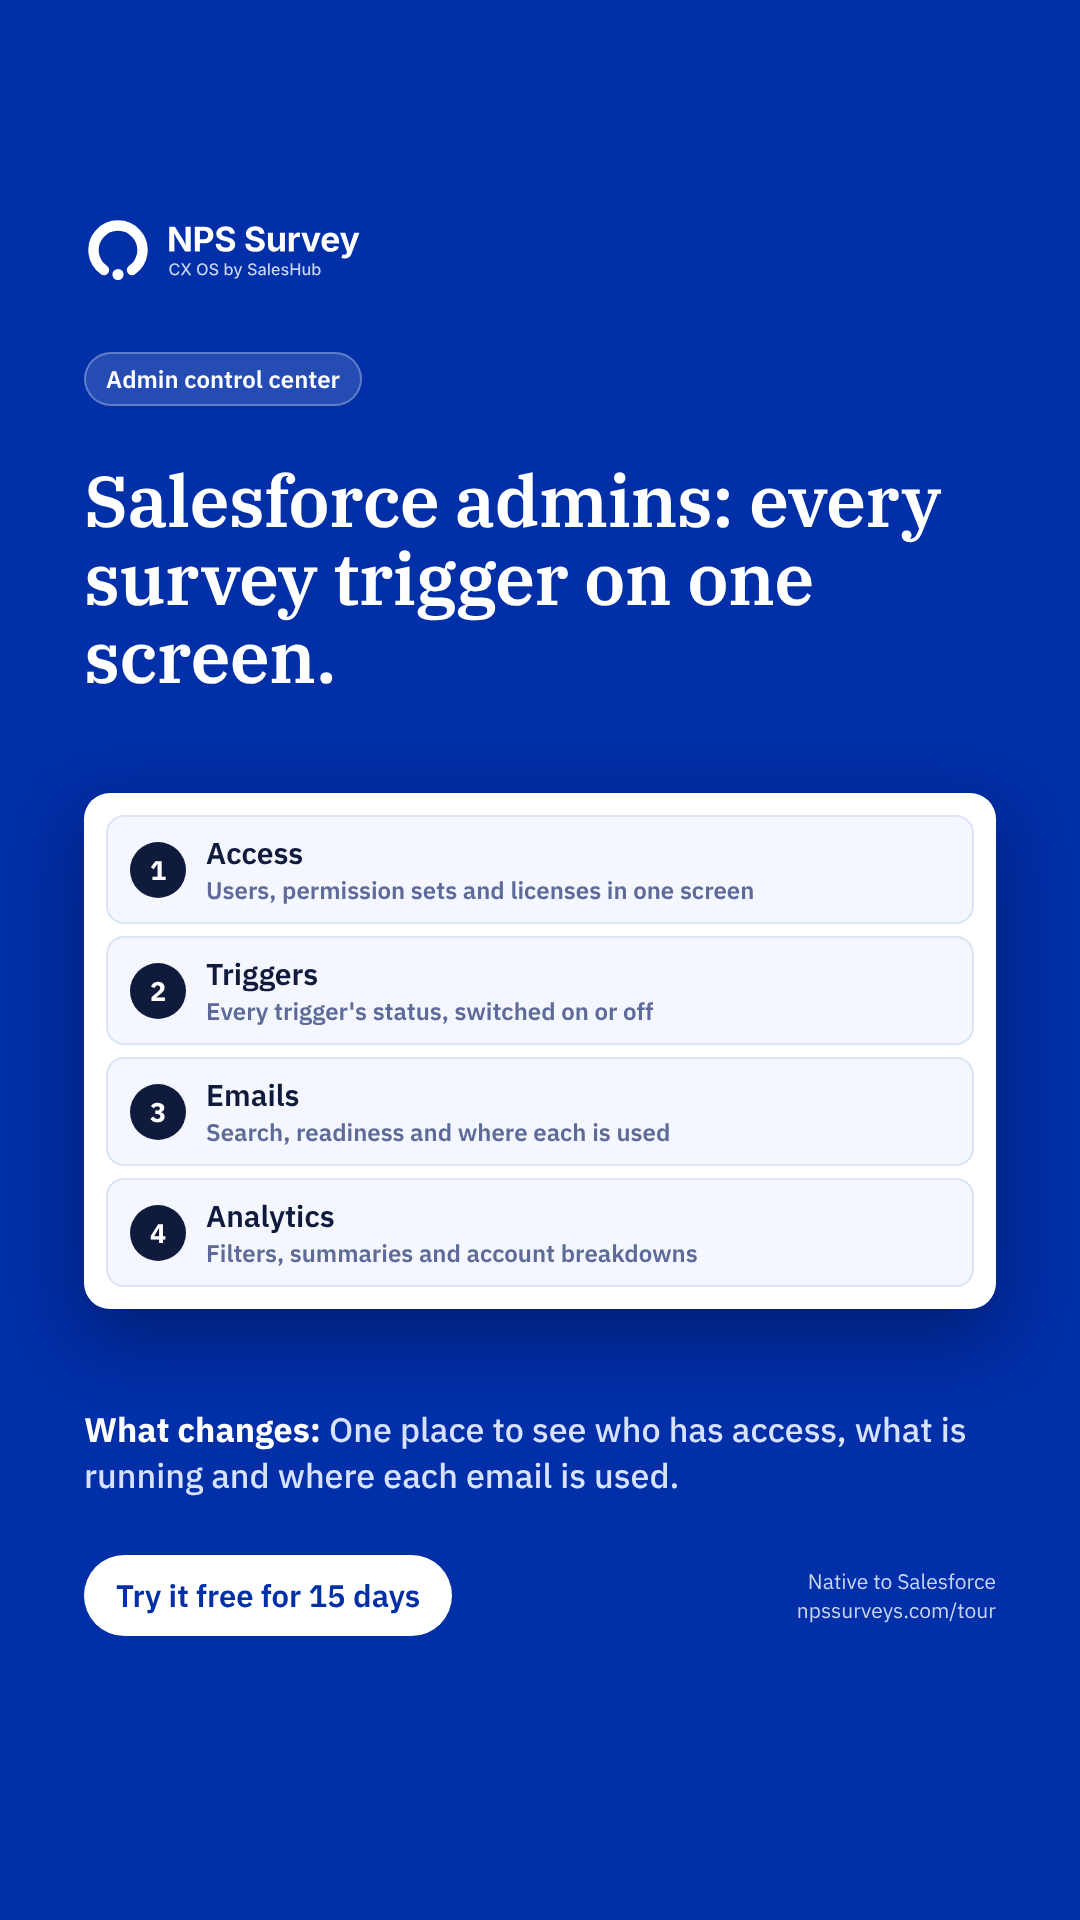 NPS Survey
CX OS by SalesHub
Admin control center
Salesforce admins: every
survey trigger on one
screen.
1
Access
Users, permission sets and licenses in one screen
2
Triggers
Every trigger's status, switched on or off
3
Emails
Search, readiness and where each is used
4
Analytics
Filters, summaries and account breakdowns
What changes: One place to see who has access, what is
running and where each email is used.
Try it free for 15 days
Native to Salesforce
npssurveys.com/tour